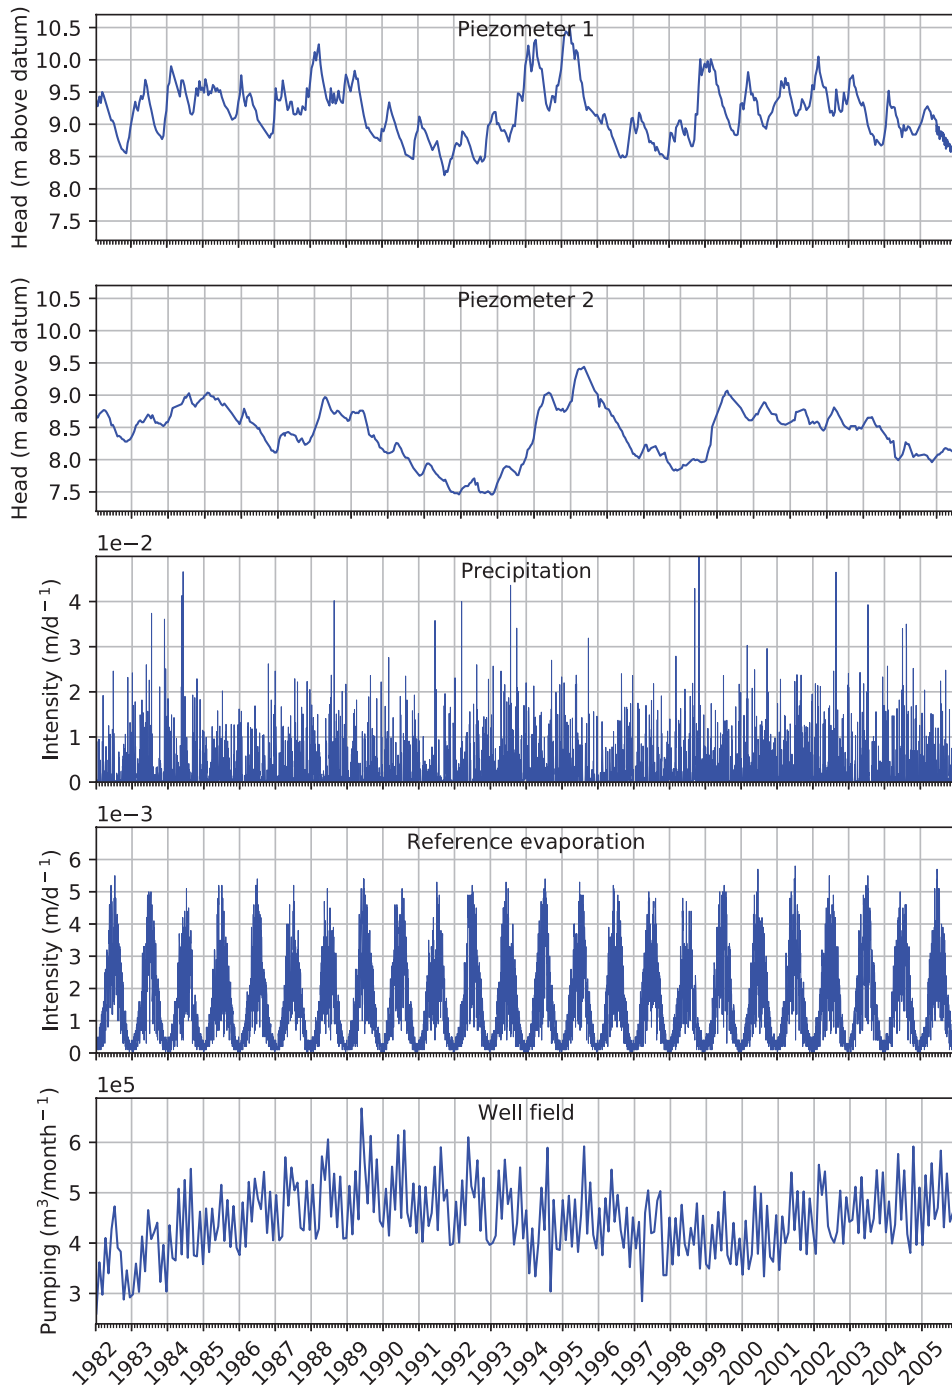 Piezometer 1
Head (m above datum)
10.5
10.0
9.5
9.0
8.5
8.0
7.5
Piezometer 2
Head (m above datum)
10.5
10.0
9.5
9.0
8.5
8.0
7.5
1e−2
Precipitation
Intensity (m/d⁻¹)
4
3
2
1
0
1e−3
Reference evaporation
Intensity (m/d⁻¹)
6
5
4
3
2
1
0
1e5
Well field
Pumping (m³/month⁻¹)
6
5
4
3
1982 1983 1984 1985 1986 1987 1988 1989 1990 1991 1992 1993 1994 1995 1996 1997 1998 1999 2000 2001 2002 2003 2004 2005